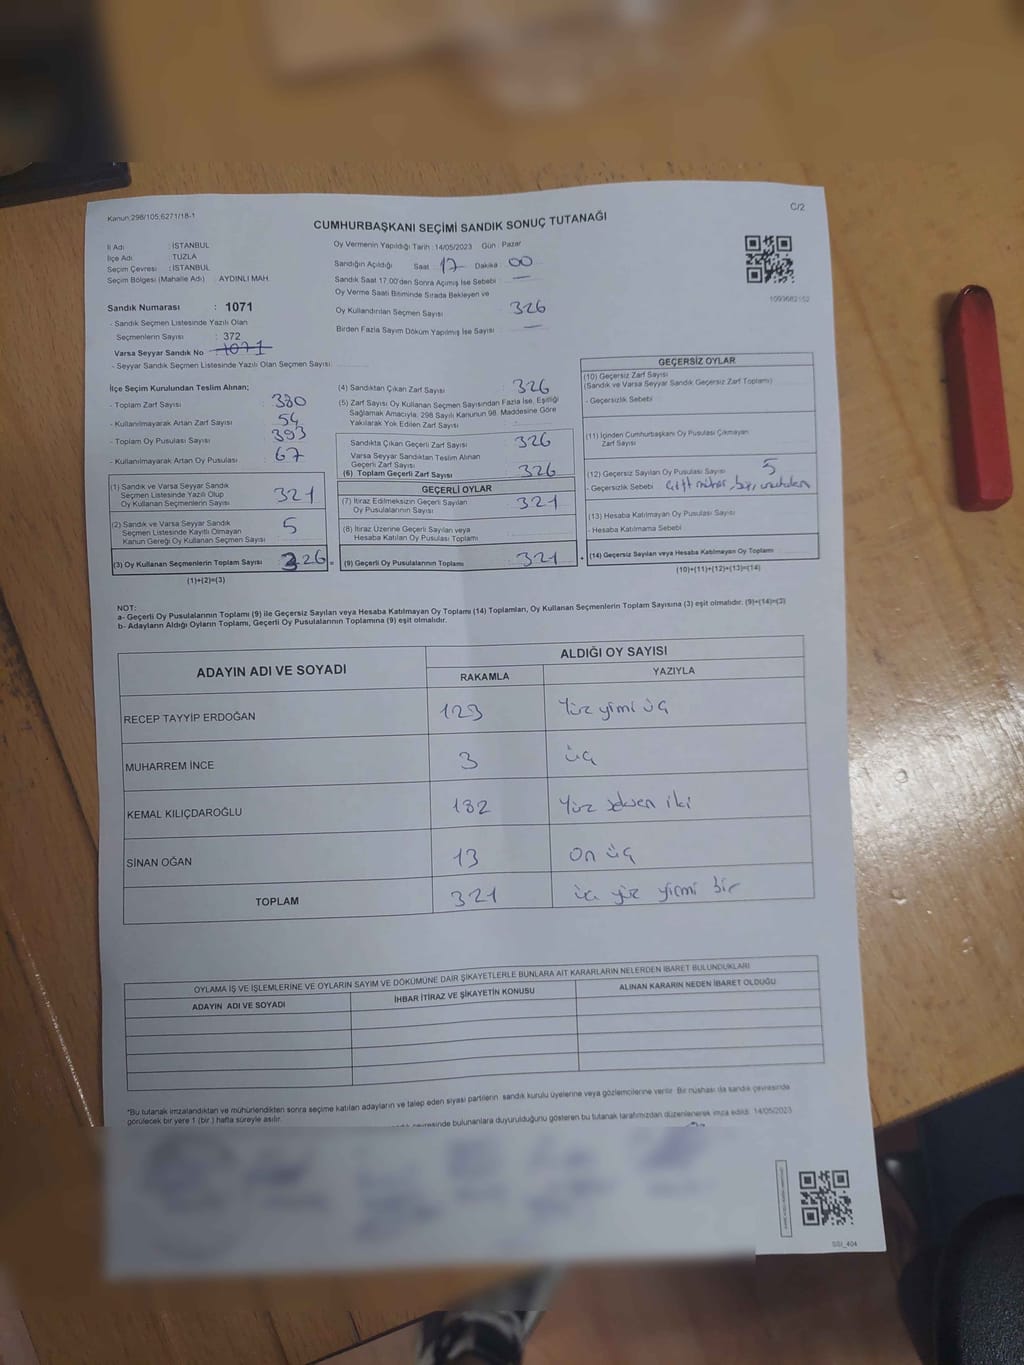 Kanun:298/105,6271/18-1
C/2
CUMHURBAŞKANI SEÇİMİ SANDIK SONUÇ TUTANAĞI
İl Adı : İSTANBUL
İlçe Adı : TUZLA
Seçim Çevresi : İSTANBUL
Seçim Bölgesi (Mahalle Adı) : AYDINLI MAH.
Sandık Numarası : 1071
- Sandık Seçmen Listesinde Yazılı Olan
Seçmenlerin Sayısı : 372
Varsa Seyyar Sandık No 1071
- Seyyar Sandık Seçmen Listesinde Yazılı Olan Seçmen Sayısı:
Oy Vermenin Yapıldığı Tarih : 14/05/2023 Gün : Pazar
Sandığın Açıldığı Saat : 17 Dakika : 00
Sandık Saat 17.00'den Sonra Açımış İse Sebebi : —
Oy Verme Saati Bitiminde Sırada Bekleyen ve
Oy Kullandırılan Seçmen Sayısı : 326
Birden Fazla Sayım Döküm Yapılmış İse Sayısı : —
1093682152
İlçe Seçim Kurulundan Teslim Alınan;
- Toplam Zarf Sayısı : 380
- Kullanılmayarak Artan Zarf Sayısı : 54
- Toplam Oy Pusulası Sayısı : 393
- Kullanılmayarak Artan Oy Pusulası : 67
(1) Sandık ve Varsa Seyyar Sandık
Seçmen Listesinde Yazılı Olup
Oy Kullanan Seçmenlerin Sayısı : 321
(2) Sandık ve Varsa Seyyar Sandık
Seçmen Listesinde Kayıtlı Olmayan
Kanun Gereği Oy Kullanan Seçmen Sayısı : 5
(3) Oy Kullanan Seçmenlerin Toplam Sayısı : 326
(1)+(2)=(3)
(4) Sandıktan Çıkan Zarf Sayısı : 326
(5) Zarf Sayısı Oy Kullanan Seçmen Sayısından Fazla İse, Eşitliği
Sağlamak Amacıyla; 298 Sayılı Kanunun 98. Maddesine Göre
Yakılarak Yok Edilen Zarf Sayısı:
Sandıkta Çıkan Geçerli Zarf Sayısı : 326
Varsa Seyyar Sandıktan Teslim Alınan
Geçerli Zarf Sayısı :
(6) Toplam Geçerli Zarf Sayısı : 326
GEÇERLİ OYLAR
(7) İtiraz Edilmeksizin Geçerli Sayılan
Oy Pusulalarının Sayısı : 321
(8) İtiraz Üzerine Geçerli Sayılan veya
Hesaba Katılan Oy Pusulası Toplamı :
(9) Geçerli Oy Pusulalarının Toplamı : 321
GEÇERSİZ OYLAR
(10) Geçersiz Zarf Sayısı
(Sandık ve Varsa Seyyar Sandık Geçersiz Zarf Toplamı)
- Geçersizlik Sebebi :
(11) İçinden Cumhurbaşkanı Oy Pusulası Çıkmayan
Zarf Sayısı
(12) Geçersiz Sayılan Oy Pusulası Sayısı : 5
- Geçersizlik Sebebi : çift mühür,
(13) Hesaba Katılmayan Oy Pusulası Sayısı :
- Hesaba Katılmama Sebebi :
(14) Geçersiz Sayılan veya Hesaba Katılmayan Oy Toplamı :
(10)+(11)+(12)+(13)=(14)
NOT:
a- Geçerli Oy Pusulalarının Toplamı (9) ile Geçersiz Sayılan veya Hesaba Katılmayan Oy Toplamı (14) Toplamları, Oy Kullanan Seçmenlerin Toplam Sayısına (3) eşit olmalıdır. (9)+(14)=(3)
b- Adayların Aldığı Oyların Toplamı, Geçerli Oy Pusulalarının Toplamına (9) eşit olmalıdır.
ADAYIN ADI VE SOYADI ALDIĞI OY SAYISI
RAKAMLA YAZIYLA
RECEP TAYYİP ERDOĞAN 123 Yüz yirmi üç
MUHARREM İNCE 3 üç
KEMAL KILIÇDAROĞLU 182 Yüz seksen iki
SİNAN OĞAN 13 On üç
TOPLAM 321 üç yüz yirmi bir
OYLAMA İŞ VE İŞLEMLERİNE VE OYLARIN SAYIM VE DÖKÜMÜNE DAİR ŞİKAYETLERLE BUNLARA AİT KARARLARIN NELERDEN İBARET BULUNDUKLARI
ADAYIN ADI VE SOYADI İHBAR İTİRAZ VE ŞİKAYETİN KONUSU ALINAN KARARIN NEDEN İBARET OLDUĞU
*Bu tutanak imzalandıktan ve mühürlendikten sonra seçime katılan adayların ve talep eden siyasi partilerin sandık kurulu üyelerine veya gözlemcilerine verilir. Bir nüshası da sandık çevresinde
görülecek bir yere 1 (bir) hafta süreyle asılır.
çevresinde bulunanlara duyurulduğunu gösteren bu tutanak tarafımızdan düzenlenerek imza edildi. 14/05/2023
SSI_404